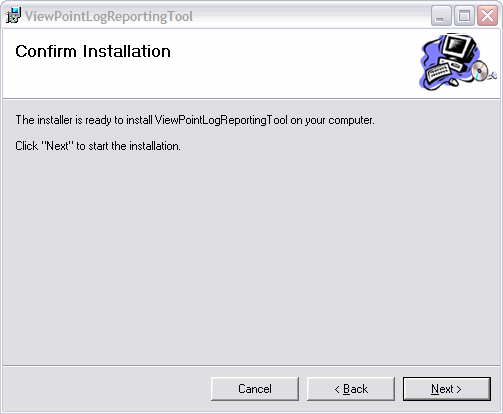 ViewPointLogReportingTool
Confirm Installation
The installer is ready to install ViewPointLogReportingTool on your computer.
Click "Next" to start the installation.
Cancel
< Back
Next >